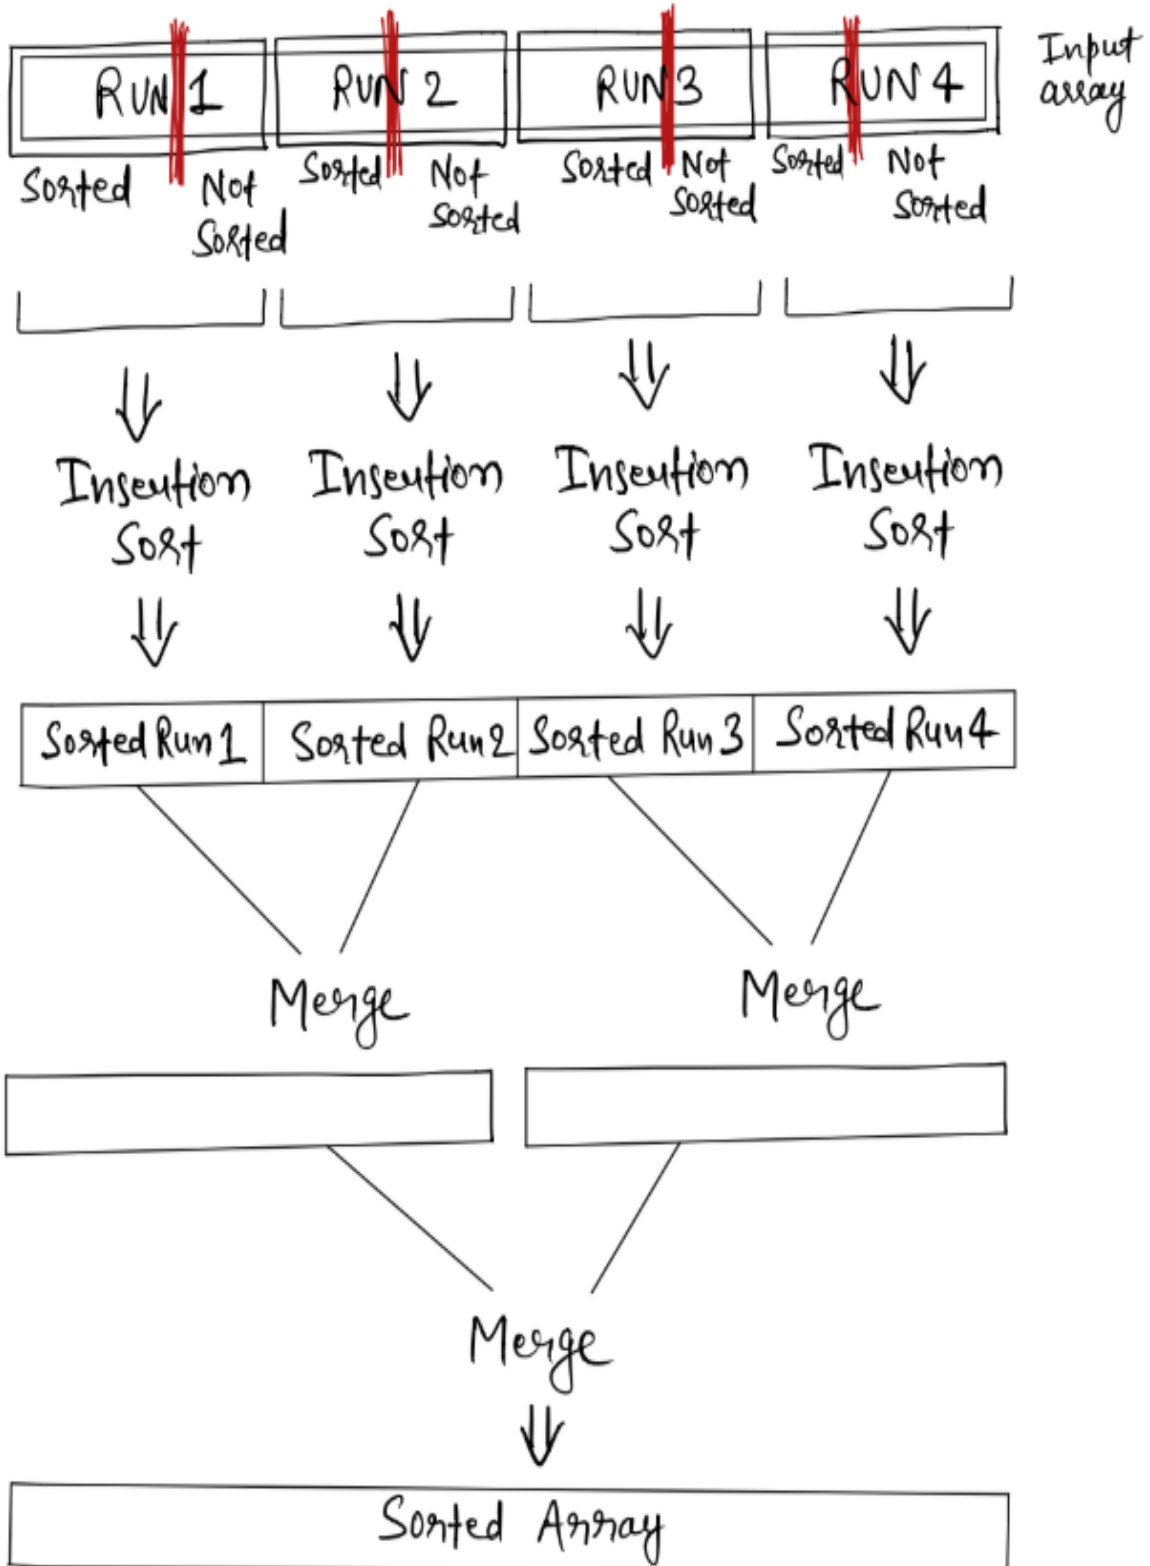 RUN 1
RUN 2
RUN 3
RUN 4
Input
array
Sorted
Not
Sorted
Sorted
Not
Sorted
Sorted
Not
Sorted
Sorted
Not
Sorted
Insertion
Sort
Insertion
Sort
Insertion
Sort
Insertion
Sort
Sorted Run 1
Sorted Run 2
Sorted Run 3
Sorted Run 4
Merge
Merge
Merge
Sorted Array